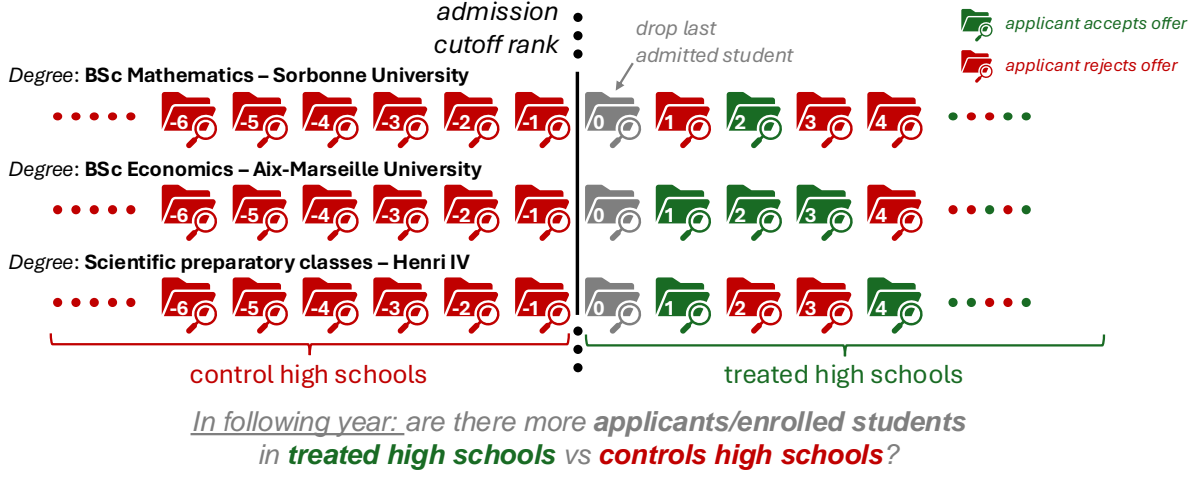 admission
cutoff rank
drop last
admitted student
applicant accepts offer
applicant rejects offer
Degree: BSc Mathematics – Sorbonne University
-6 -5 -4 -3 -2 -1 0 1 2 3 4
Degree: BSc Economics – Aix-Marseille University
-6 -5 -4 -3 -2 -1 0 1 2 3 4
Degree: Scientific preparatory classes – Henri IV
-6 -5 -4 -3 -2 -1 0 1 2 3 4
control high schools
treated high schools
In following year: are there more applicants/enrolled students
in treated high schools vs controls high schools?